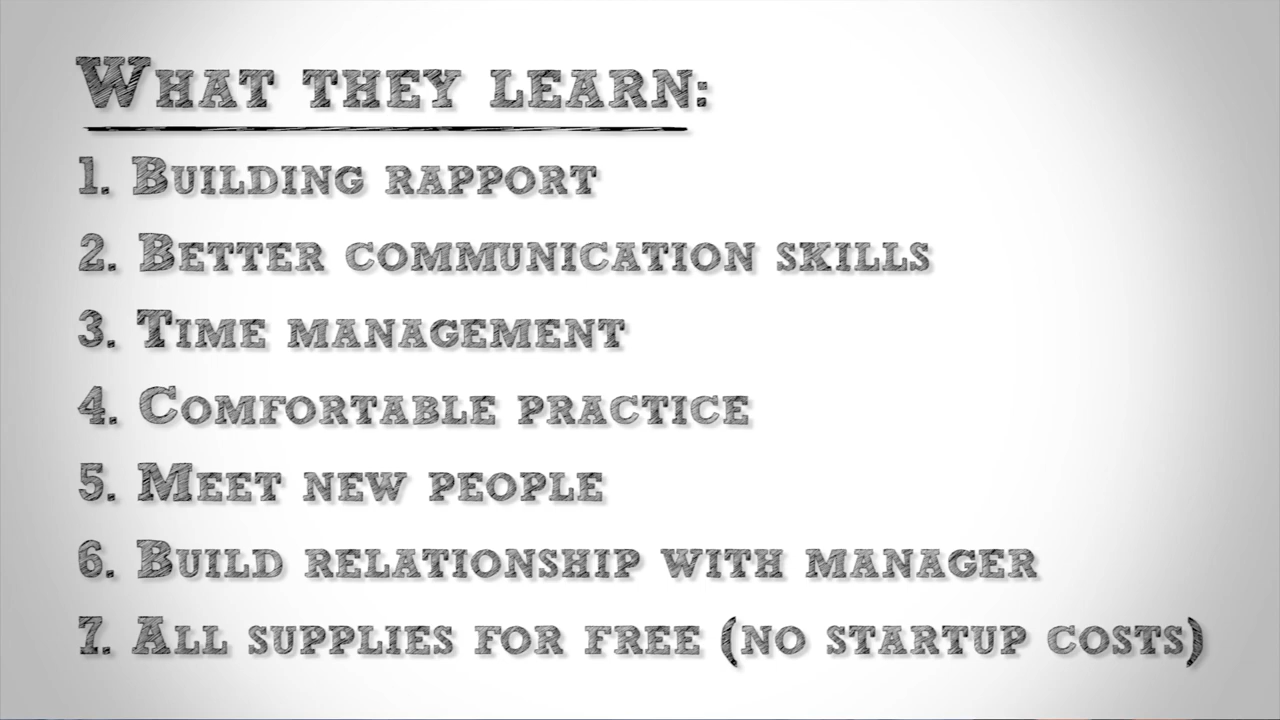 What they learn:
1. Building rapport
2. Better communication skills
3. Time management
4. Comfortable practice
5. Meet new people
6. Build relationship with manager
7. All supplies for free (no startup costs)